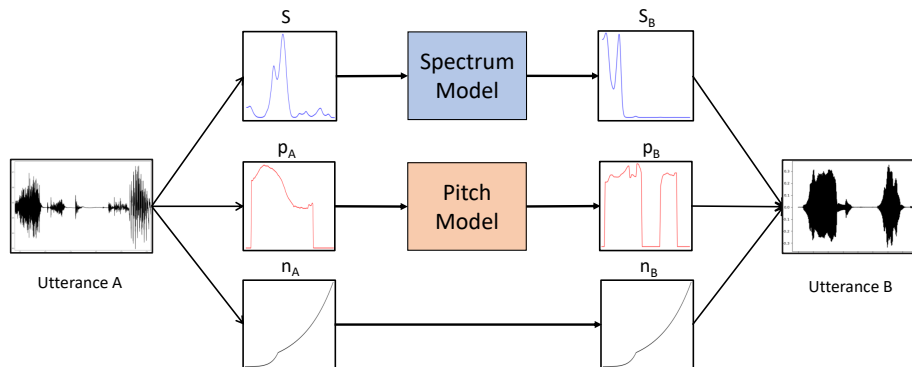 S
S_B
Spectrum
Model
p_A
p_B
Pitch
Model
Utterance A
n_A
n_B
Utterance B